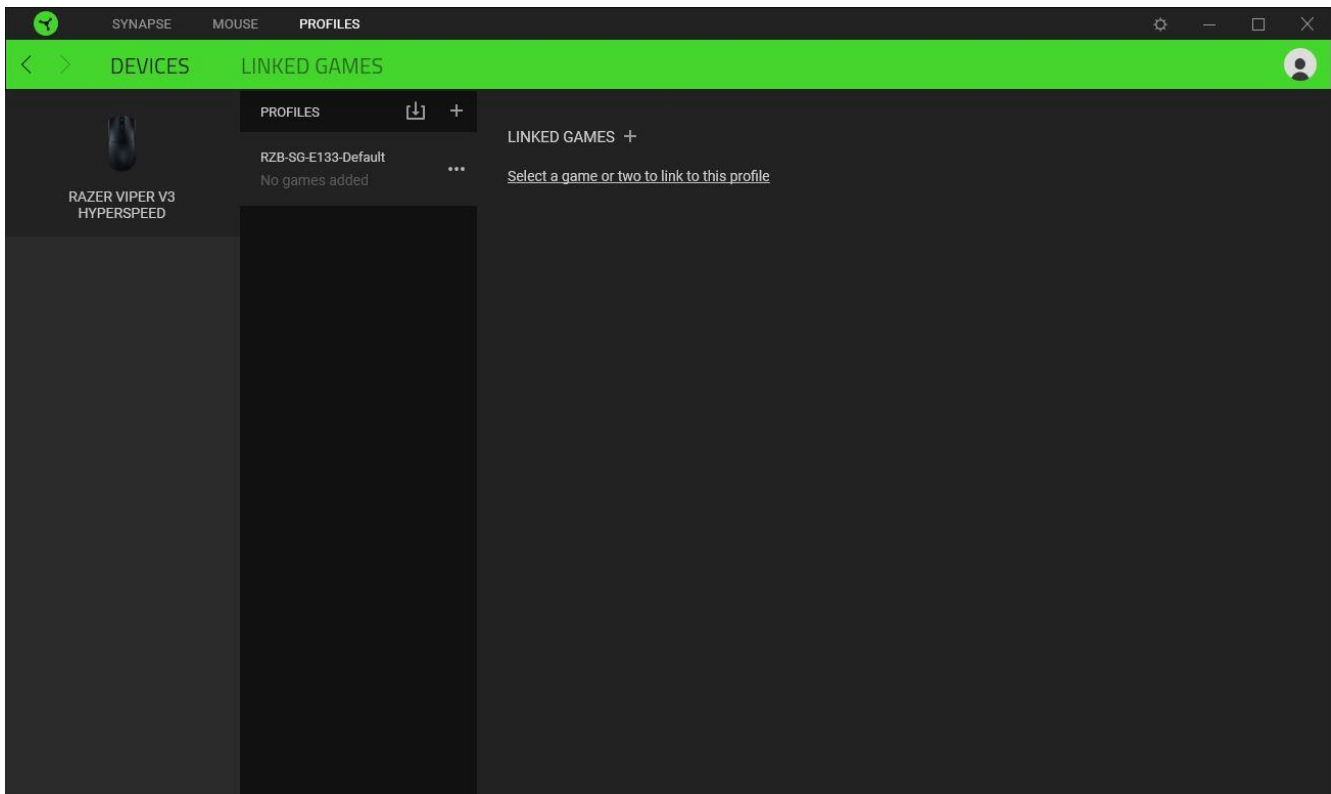 SYNAPSE MOUSE PROFILES
DEVICES LINKED GAMES
RAZER VIPER V3
HYPERSPEED
PROFILES
RZB-SG-E133-Default
No games added
LINKED GAMES
Select a game or two to link to this profile